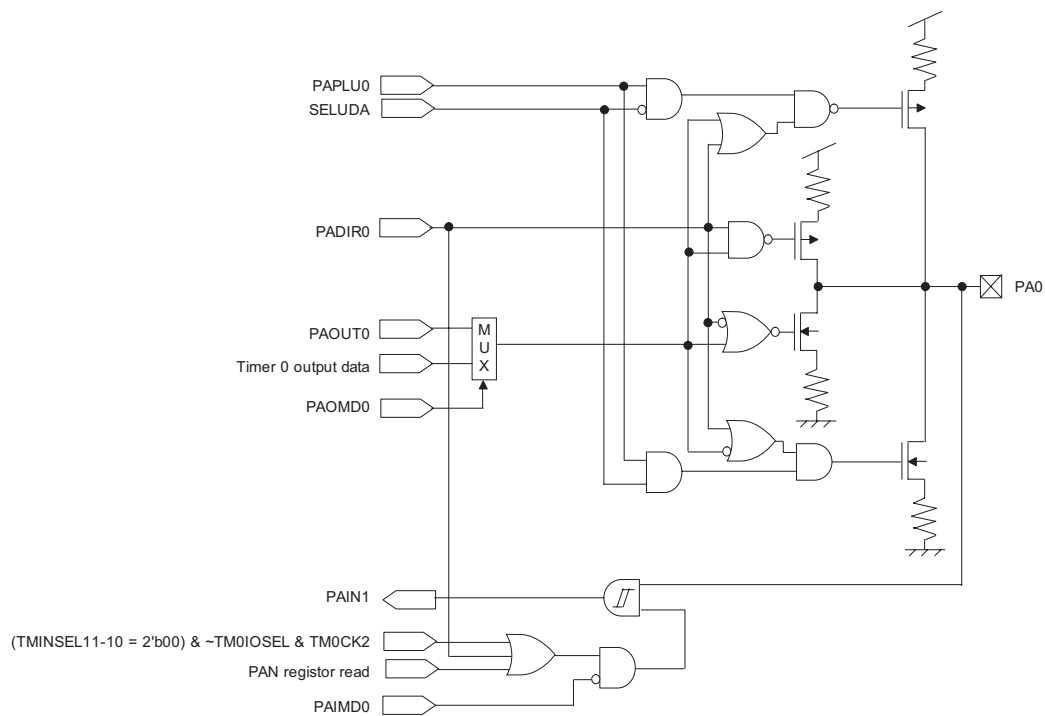 PAPLU0
SELUDA
PADIR0
PAOUT0
M
U
X
Timer 0 output data
PAOMD0
PA0
PAIN1
(TMINSEL11-10 = 2'b00) & ~TM0IOSEL & TM0CK2
PAN registor read
PAIMD0